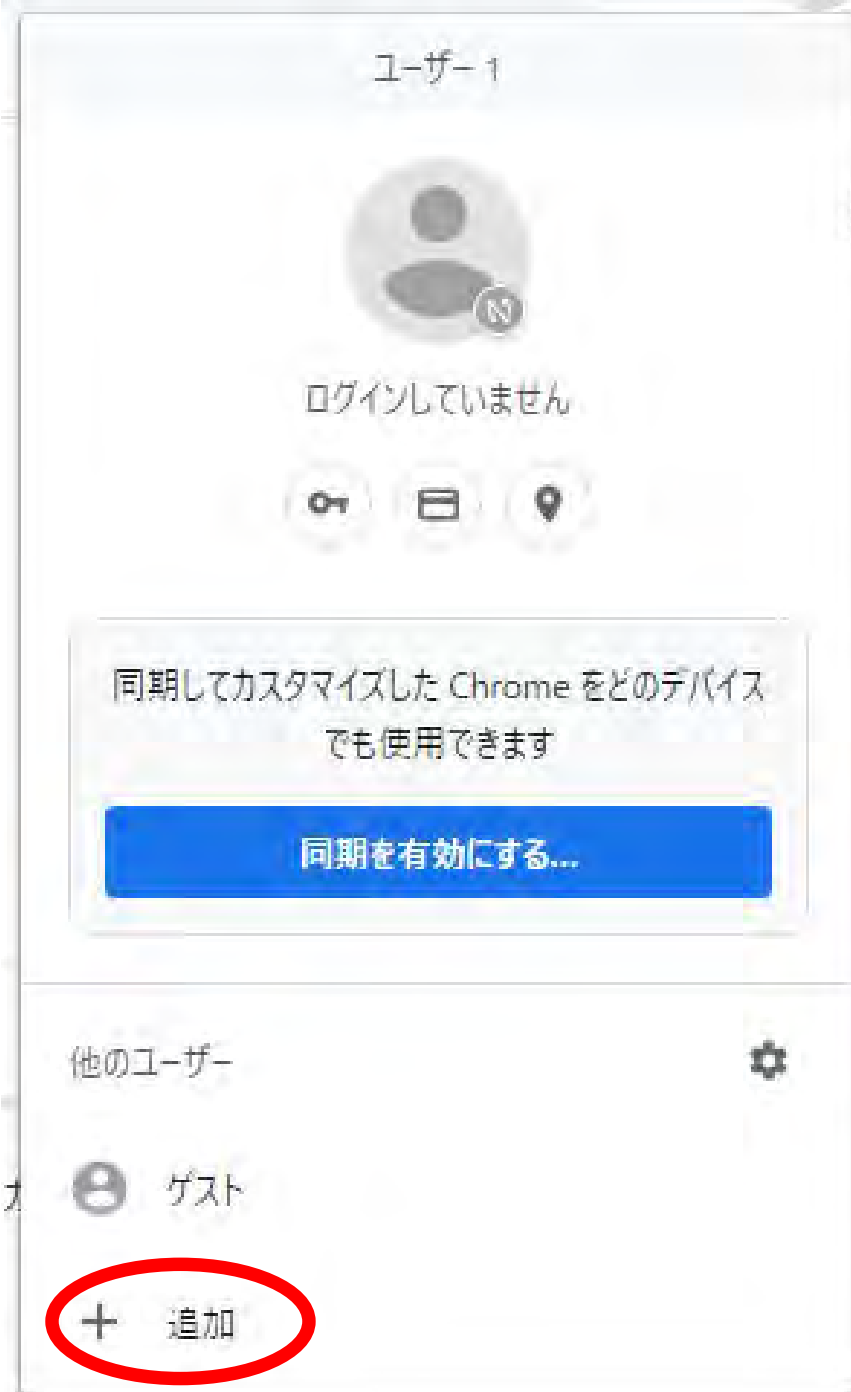 ユーザー 1
ログインしていません
同期してカスタマイズした Chrome をどのデバイス
でも使用できます
同期を有効にする...
他のユーザー
ゲスト
＋ 追加